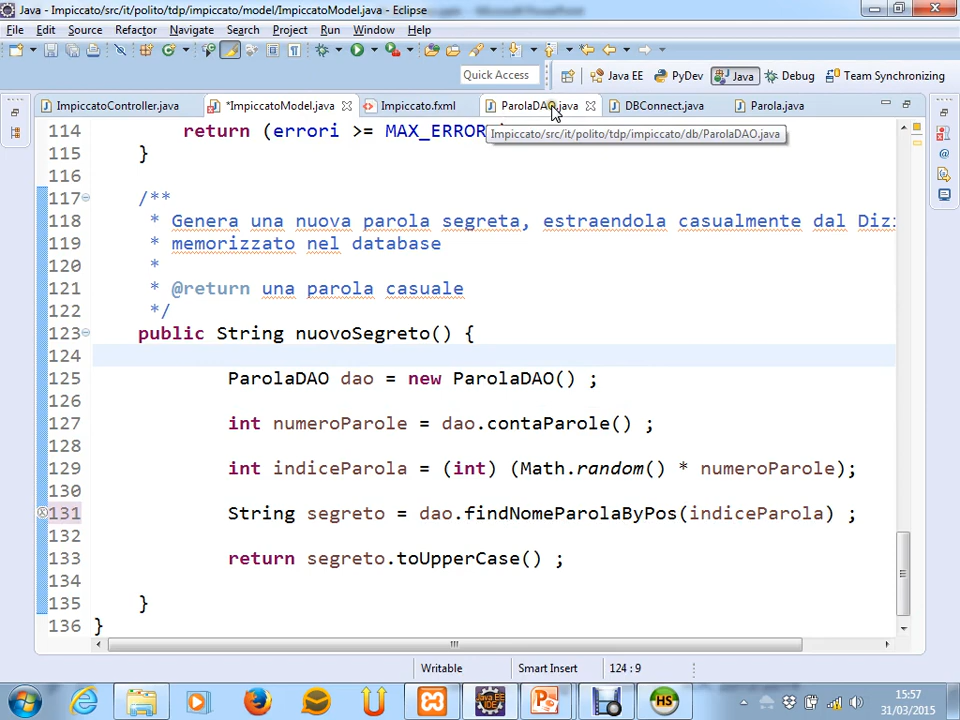 Java - Impiccato/src/it/polito/tdp/impiccato/model/ImpiccatoModel.java - Eclipse
File Edit Source Refactor Navigate Search Project Run Window Help
Quick Access Java EE PyDev Java Debug Team Synchronizing
ImpiccatoController.java *ImpiccatoModel.java Impiccato.fxml ParolaDAO.java DBConnect.java Parola.java
Impiccato/src/it/polito/tdp/impiccato/db/ParolaDAO.java
114 return (errori >= MAX_ERROR
115 }
116
117 /**
118 * Genera una nuova parola segreta, estraendola casualmente dal Diz
119 * memorizzato nel database
120 *
121 * @return una parola casuale
122 */
123 public String nuovoSegreto() {
124
125 ParolaDAO dao = new ParolaDAO() ;
126
127 int numeroParole = dao.contaParole() ;
128
129 int indiceParola = (int) (Math.random() * numeroParole);
130
131 String segreto = dao.findNomeParolaByPos(indiceParola) ;
132
133 return segreto.toUpperCase() ;
134
135 }
136 }
Writable Smart Insert 124 : 9
JAVA EE IDE
HS
15:57
31/03/2015